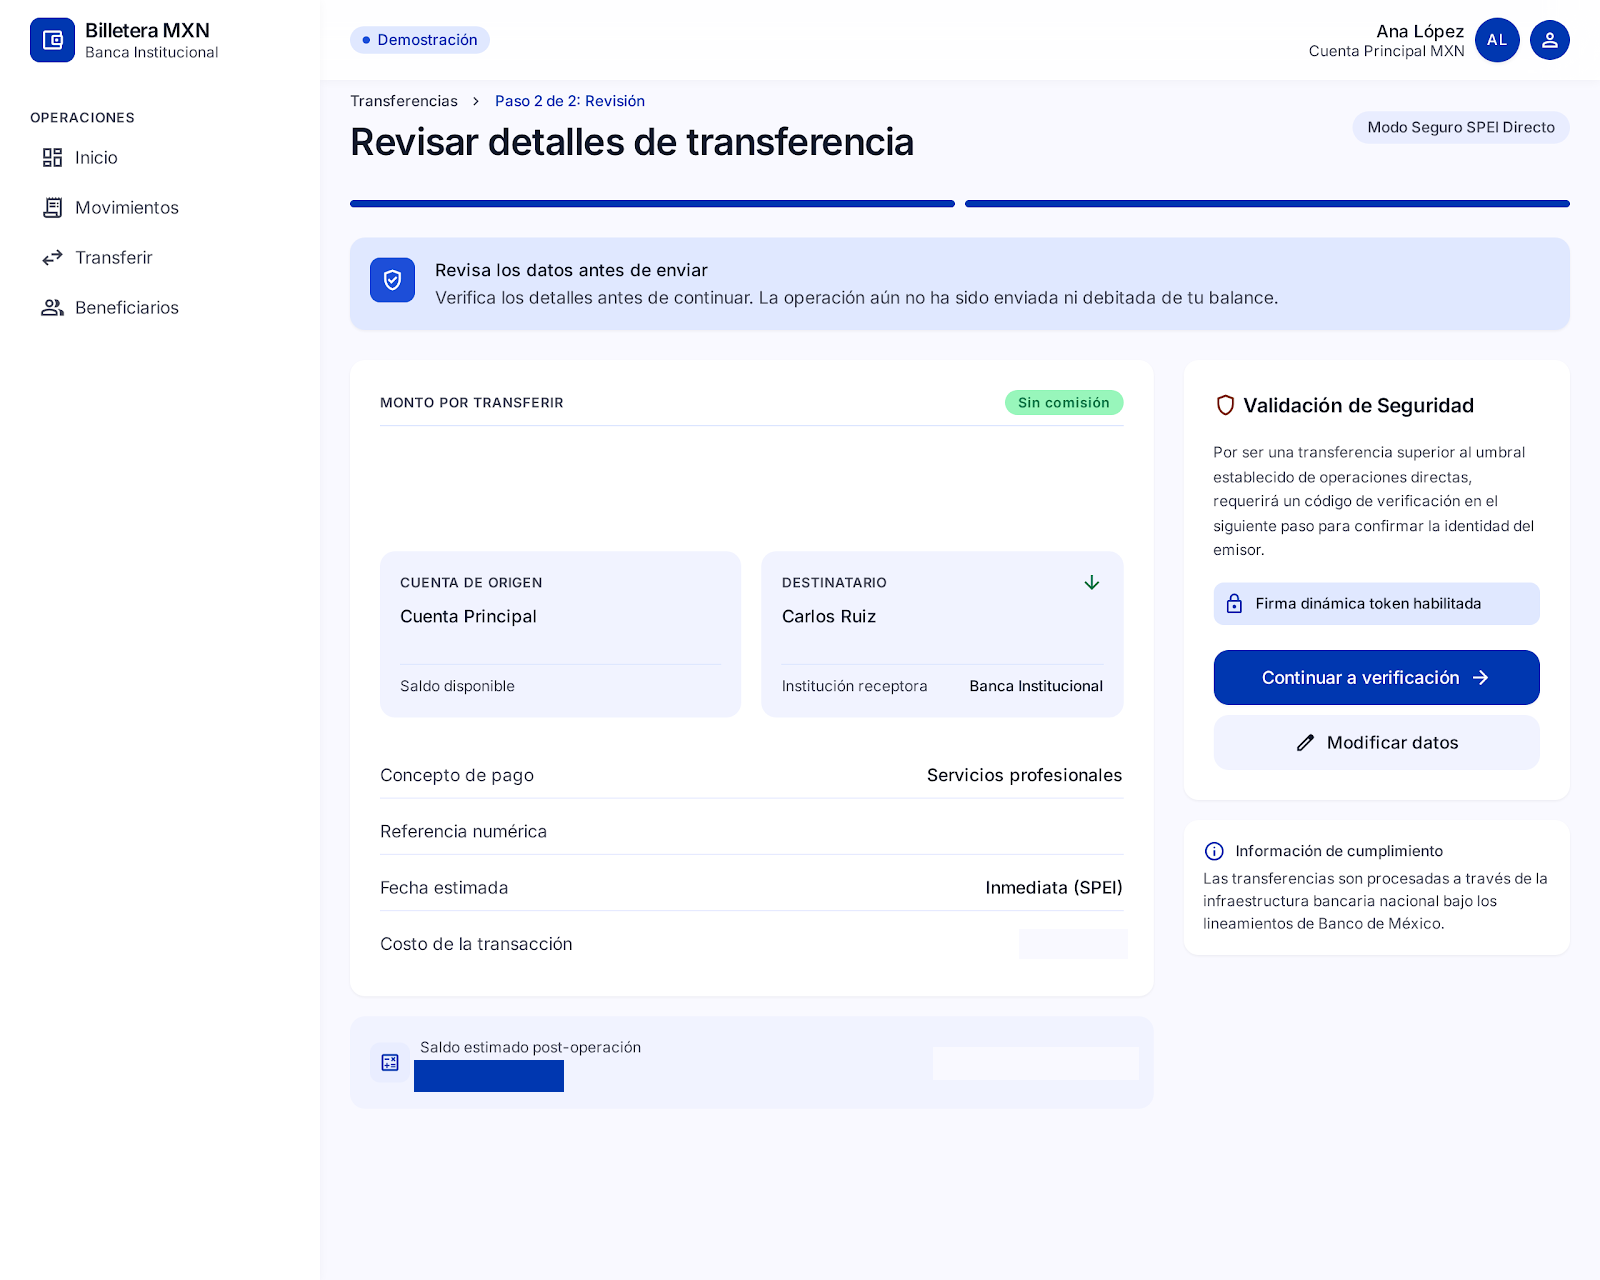 Billetera MXN
Banca Institucional
OPERACIONES
Inicio
Movimientos
Transferir
Beneficiarios
Demostración
Ana López
Cuenta Principal MXN
AL
Transferencias
Paso 2 de 2: Revisión
Revisar detalles de transferencia
Modo Seguro SPEI Directo
Revisa los datos antes de enviar
Verifica los detalles antes de continuar. La operación aún no ha sido enviada ni debitada de tu balance.
MONTO POR TRANSFERIR
Sin comisión
CUENTA DE ORIGEN
Cuenta Principal
Saldo disponible
DESTINATARIO
Carlos Ruiz
Institución receptora
Banca Institucional
Concepto de pago
Servicios profesionales
Referencia numérica
Fecha estimada
Inmediata (SPEI)
Costo de la transacción
Saldo estimado post-operación
Validación de Seguridad
Por ser una transferencia superior al umbral
establecido de operaciones directas,
requerirá un código de verificación en el
siguiente paso para confirmar la identidad del
emisor.
Firma dinámica token habilitada
Continuar a verificación
Modificar datos
Información de cumplimiento
Las transferencias son procesadas a través de la
infraestructura bancaria nacional bajo los
lineamientos de Banco de México.